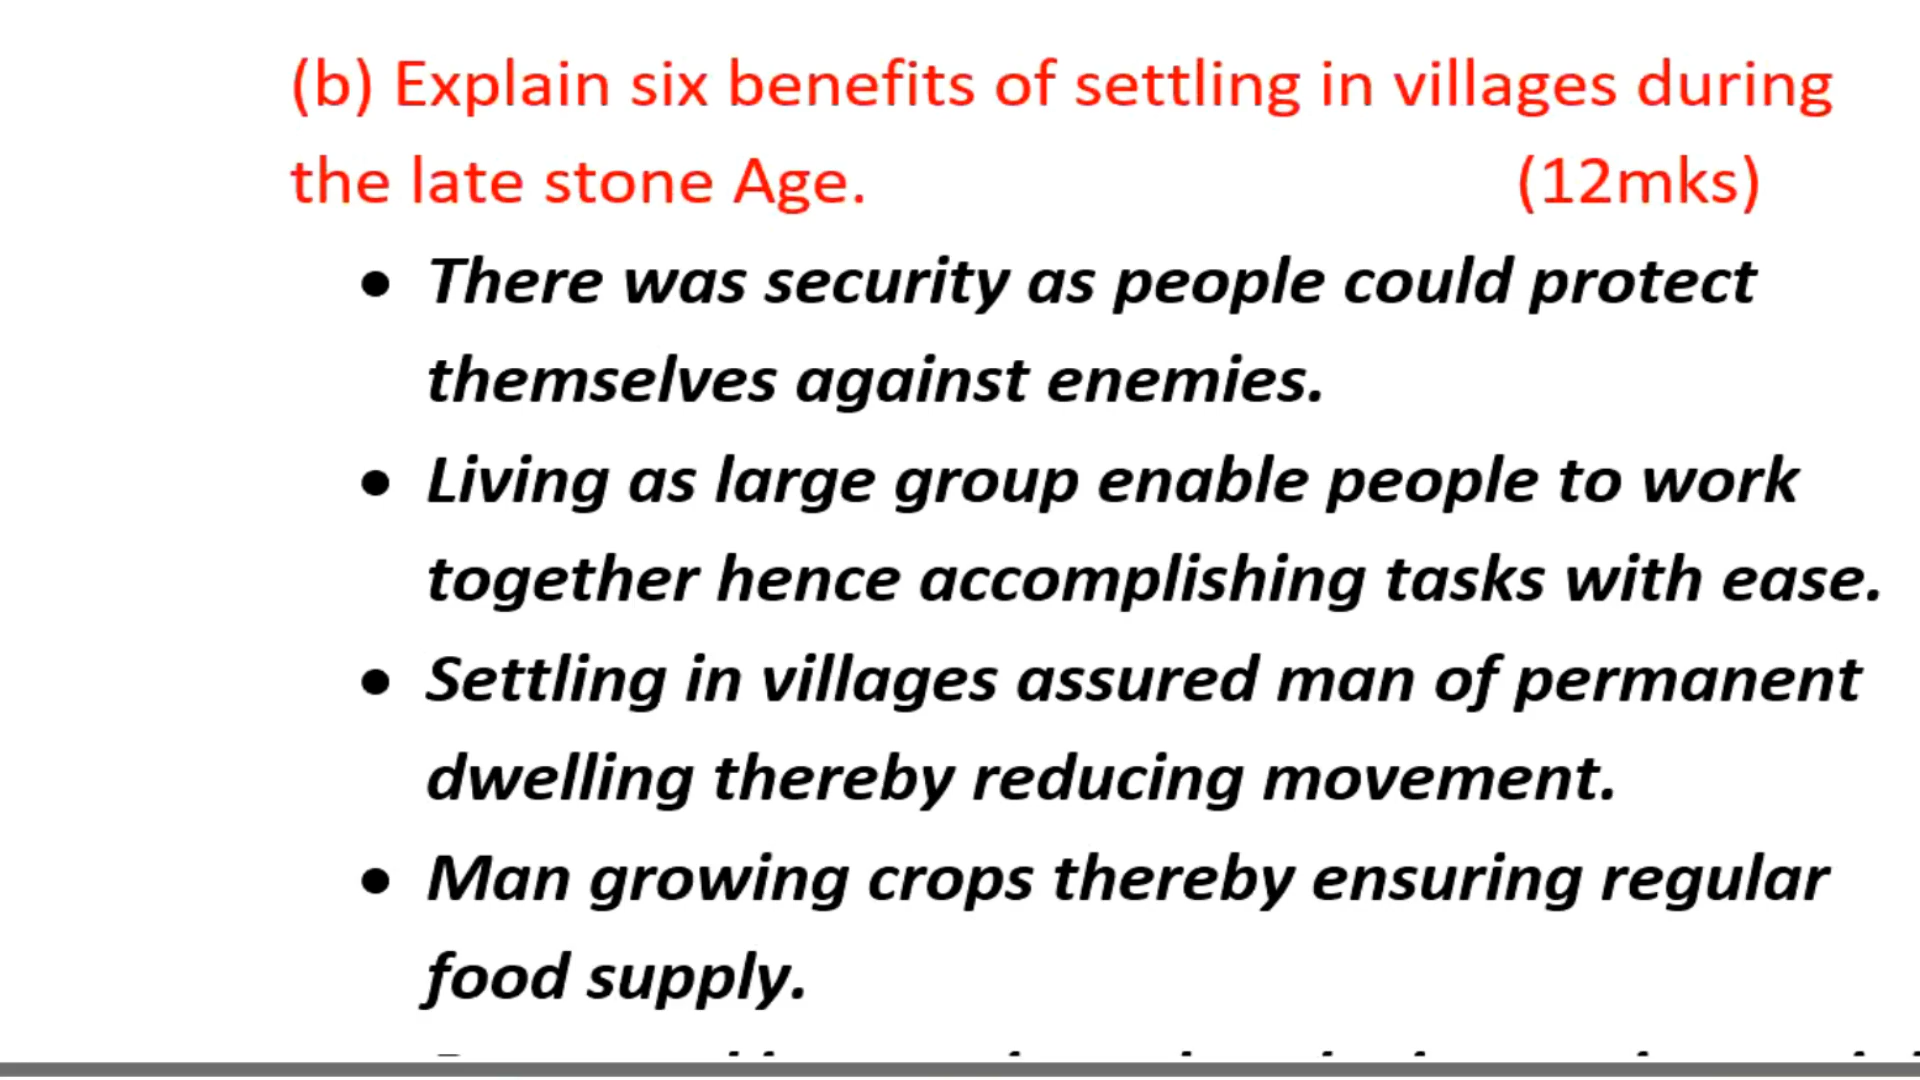 (b) Explain six benefits of settling in villages during
the late stone Age. (12mks)
• There was security as people could protect
themselves against enemies.
• Living as large group enable people to work
together hence accomplishing tasks with ease.
• Settling in villages assured man of permanent
dwelling thereby reducing movement.
• Man growing crops thereby ensuring regular
food supply.